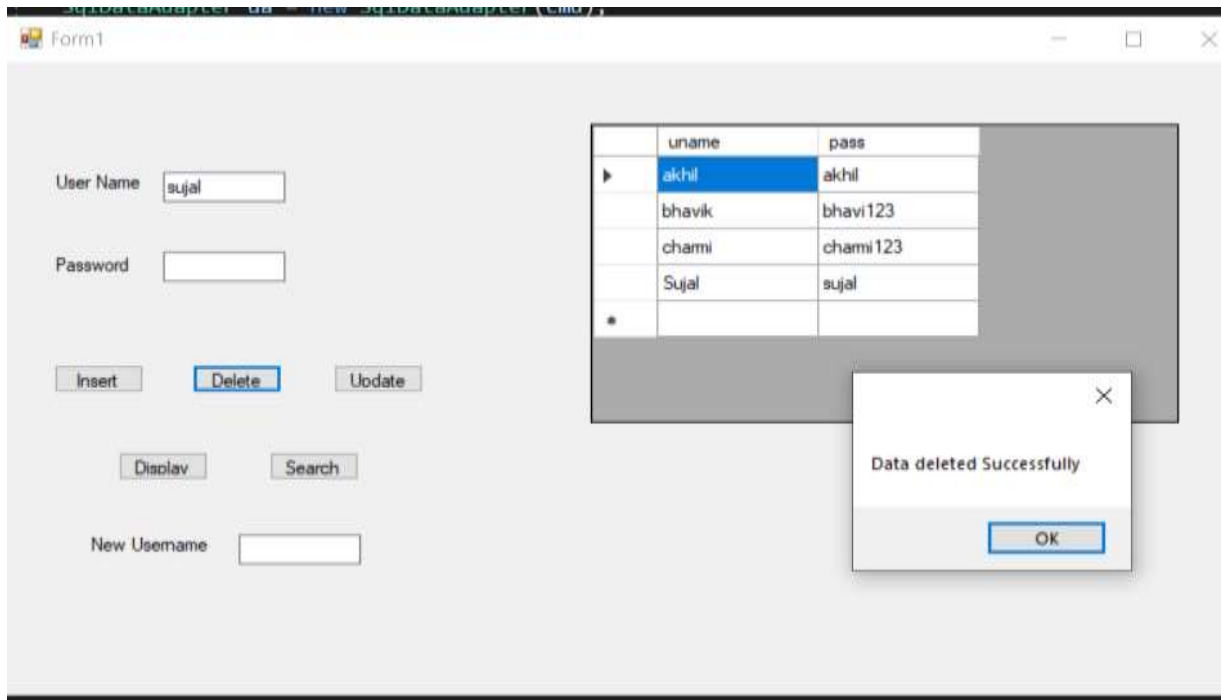 SqlDataAdapter da = new SqlDataAdapter(cmd);
Form1
User Name sujal
Password
Insert Delete Update
Display Search
New Username
uname pass
akhil akhil
bhavik bhavi123
charmi charmi123
Sujal sujal
Data deleted Successfully
OK